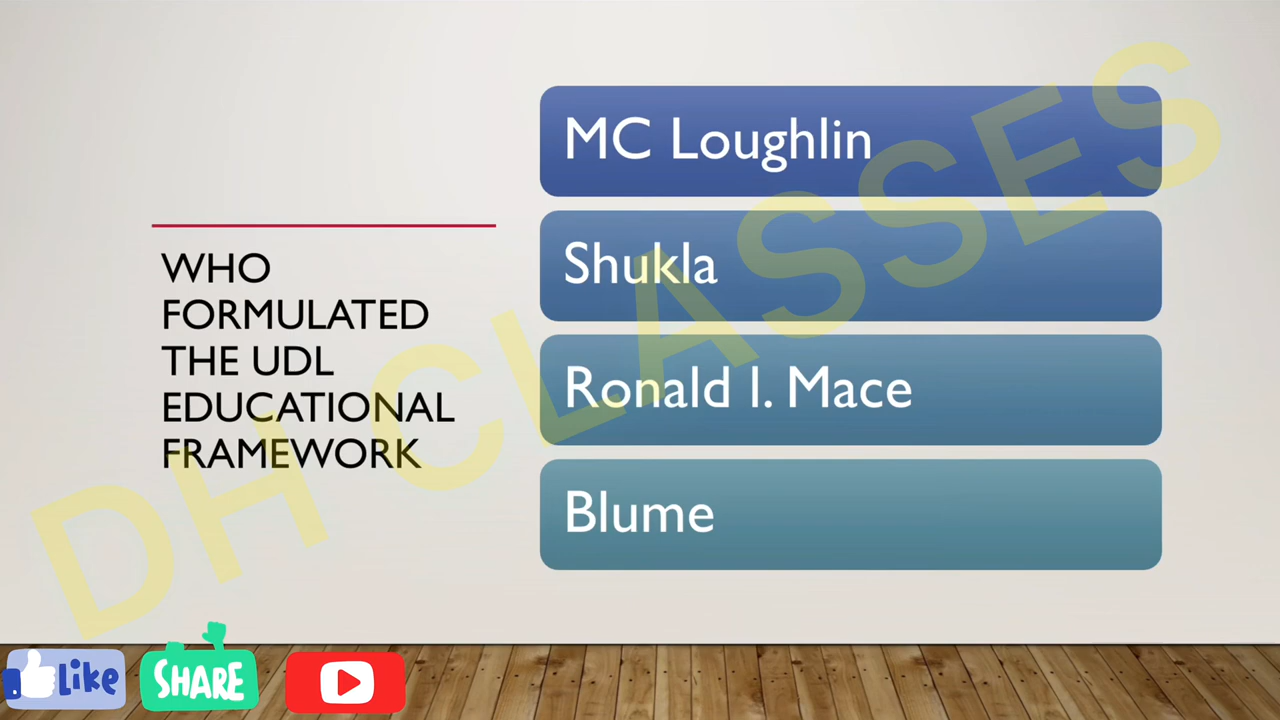 WHO
FORMULATED
THE UDL
EDUCATIONAL
FRAMEWORK
MC Loughlin
Shukla
Ronald I. Mace
Blume
DH CLASSES
Like
SHARE